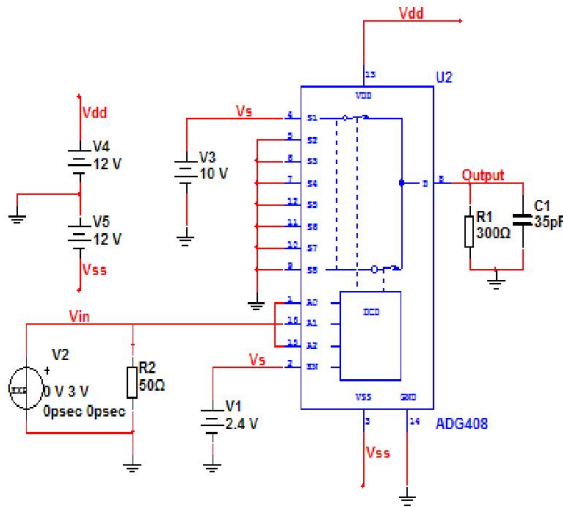 Vdd
13
U2
VDD
Vdd
V4
12 V
V5
12 V
Vss
Vs
V3
10 V
4 S1
5 S2
6 S3
7 S4
12 S5
11 S6
10 S7
9 S8
D 8
Output
R1
300Ω
C1
35pF
1 A0
16 A1
15 A2
2 EN
DCD
Vin
V2
+
0 V 3 V
0psec 0psec
R2
50Ω
Vs
V1
2.4 V
VSS
GND
3
14
ADG408
Vss